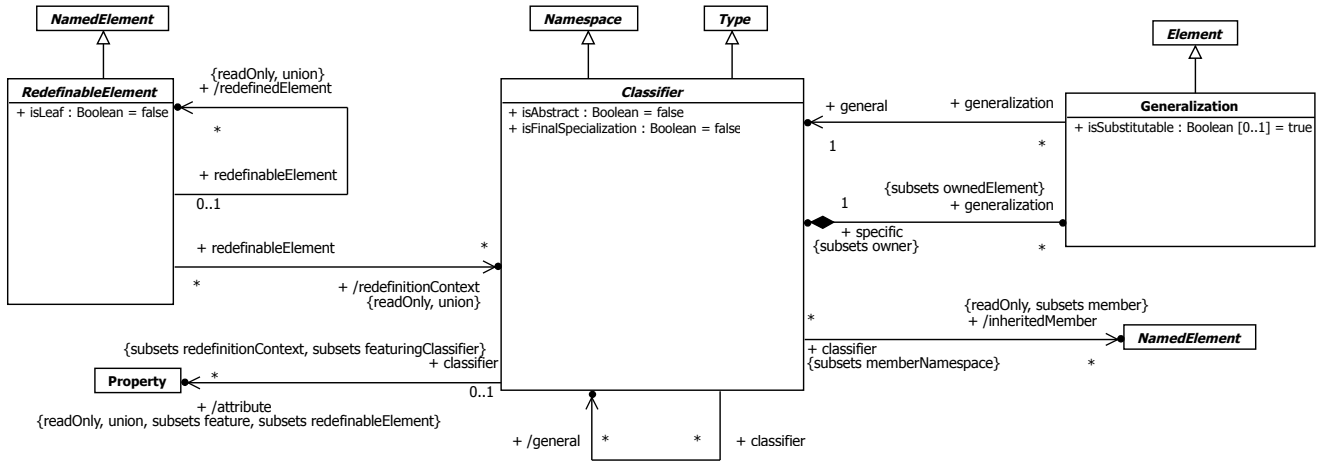 NamedElement
RedefinableElement
+ isLeaf : Boolean = false
{readOnly, union}
+ /redefinedElement
*
+ redefinableElement
0..1
+ redefinableElement
*
*
+ /redefinitionContext
{readOnly, union}
Namespace
Type
Classifier
+ isAbstract : Boolean = false
+ isFinalSpecialization : Boolean = false
Element
Generalization
+ isSubstitutable : Boolean [0..1] = true
+ general
+ generalization
1
*
{subsets ownedElement}
1
+ generalization
+ specific
{subsets owner}
*
{readOnly, subsets member}
+ /inheritedMember
*
+ classifier
{subsets memberNamespace}
*
NamedElement
{subsets redefinitionContext, subsets featuringClassifier}
+ classifier
Property
*
0..1
+ /attribute
{readOnly, union, subsets feature, subsets redefinableElement}
+ /general
*
*
+ classifier